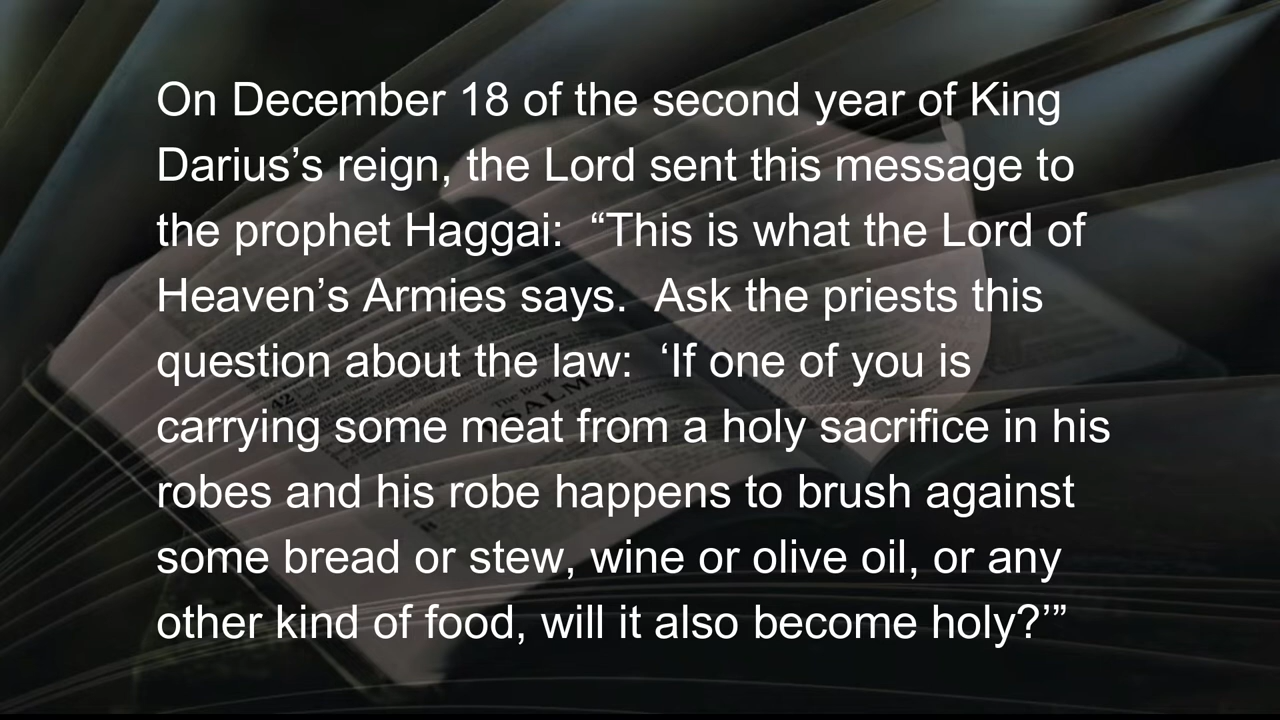 On December 18 of the second year of King
Darius’s reign, the Lord sent this message to
the prophet Haggai:  “This is what the Lord of
Heaven’s Armies says.  Ask the priests this
question about the law:  ‘If one of you is
carrying some meat from a holy sacrifice in his
robes and his robe happens to brush against
some bread or stew, wine or olive oil, or any
other kind of food, will it also become holy?’”
42
The Book
PSALMS